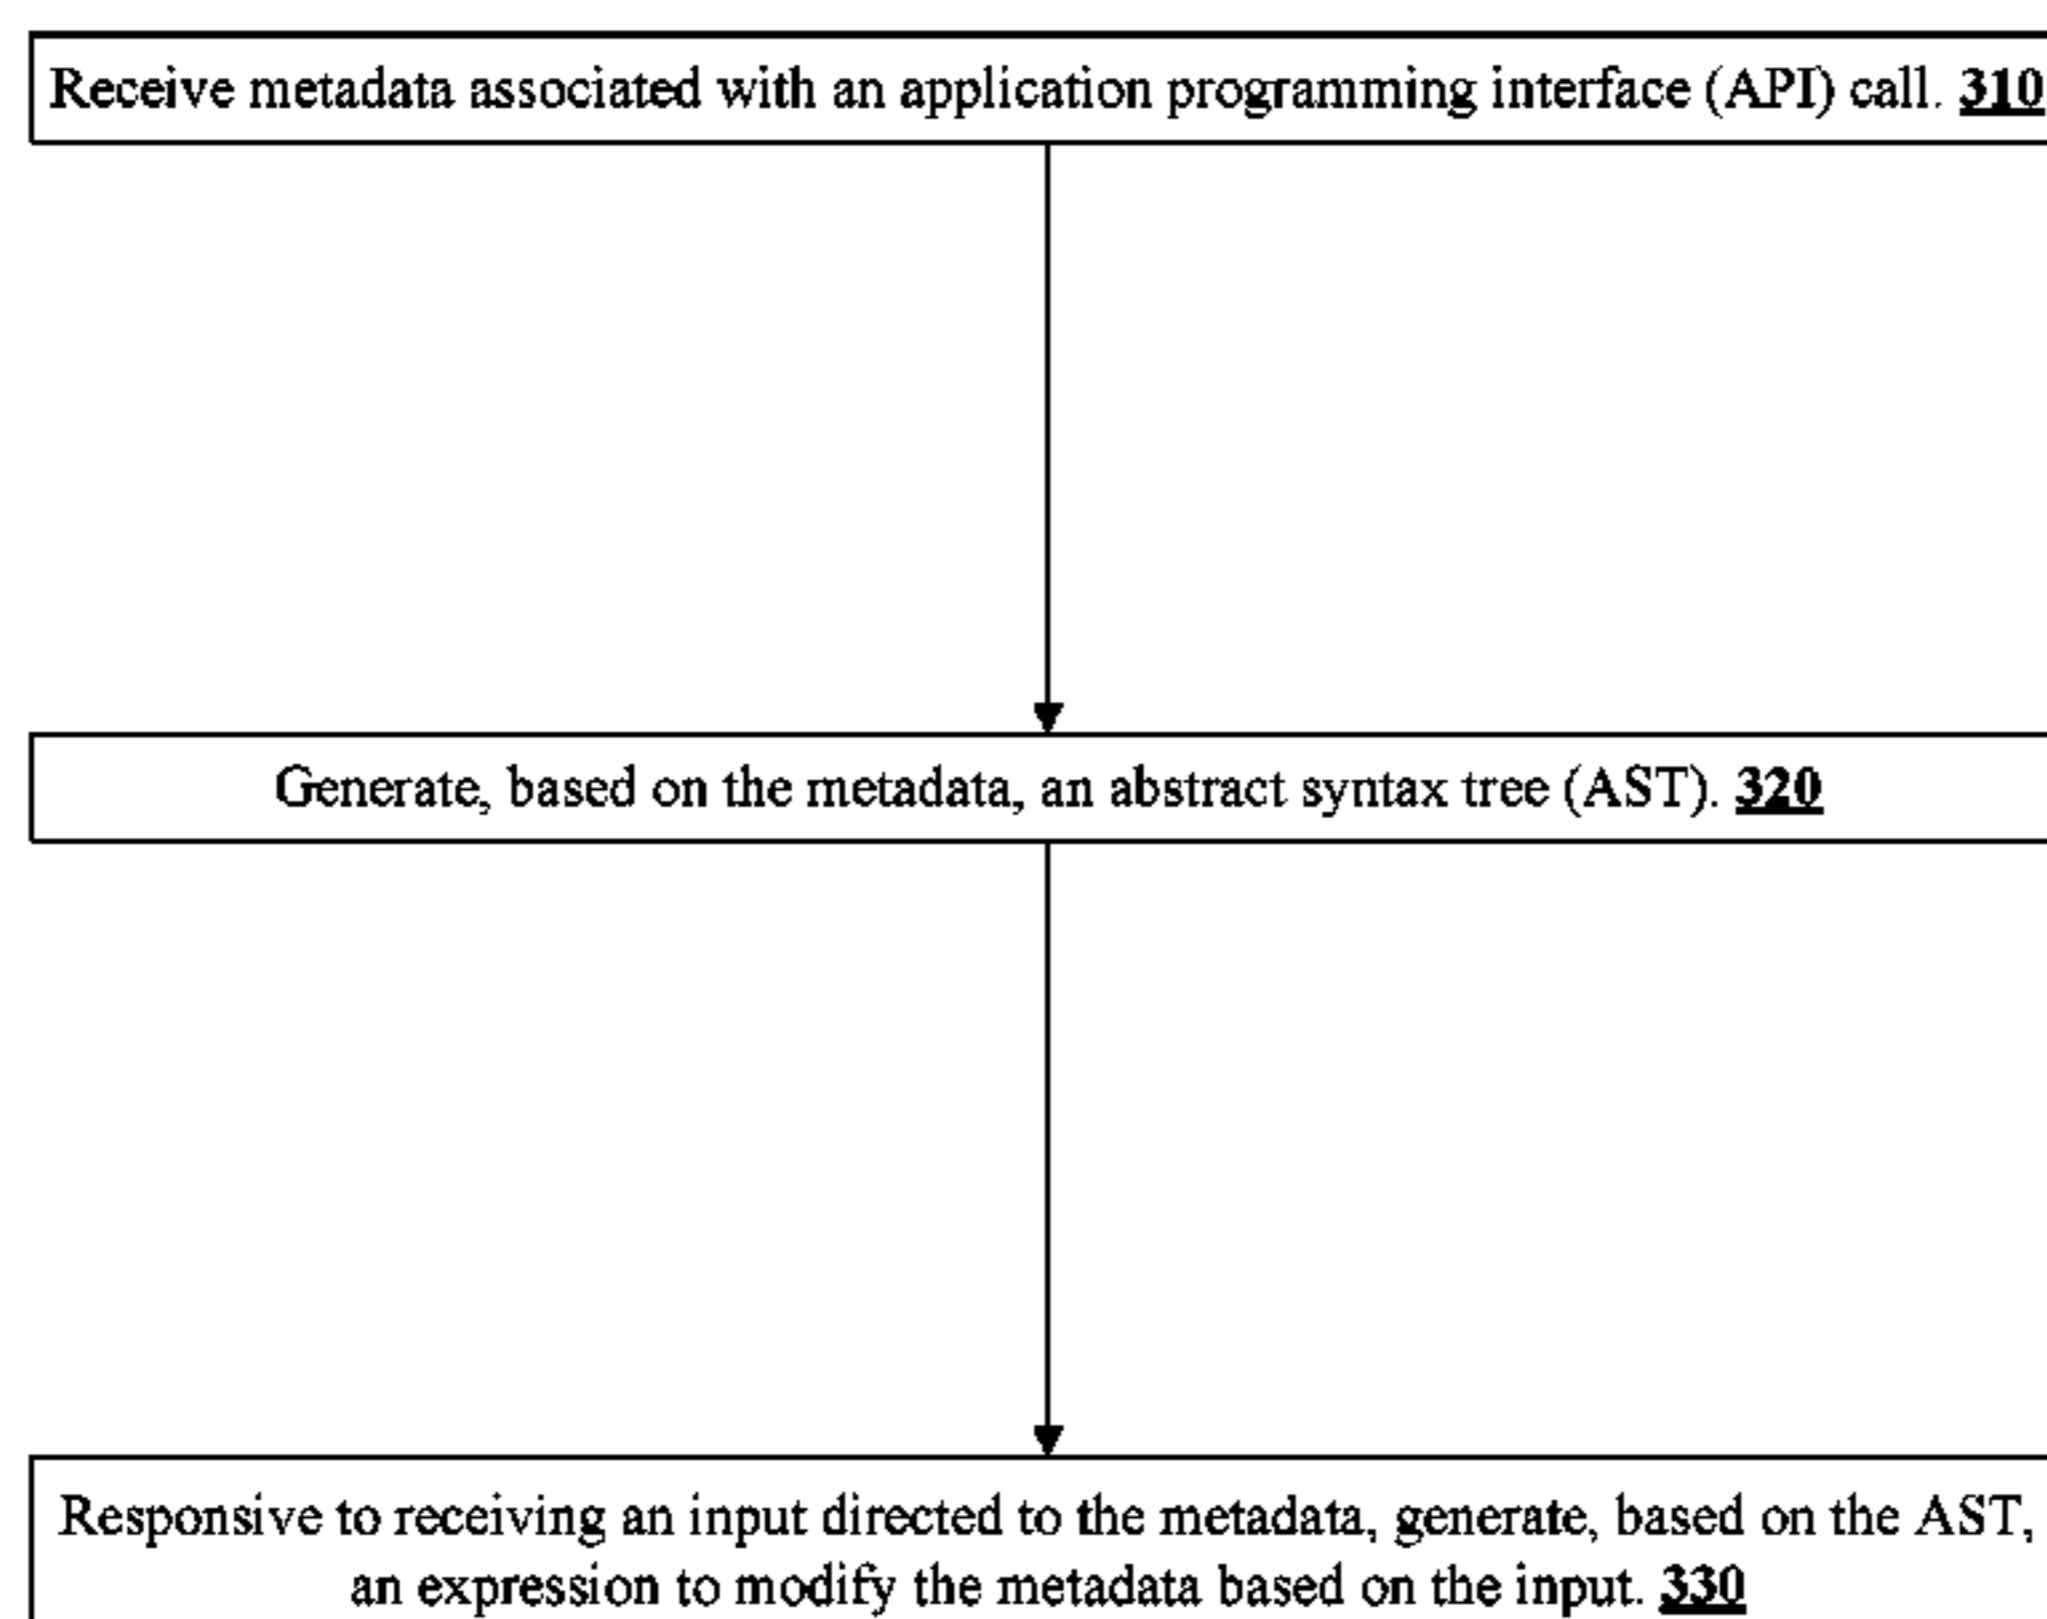 Receive metadata associated with an application programming interface (API) call. 310
Generate, based on the metadata, an abstract syntax tree (AST). 320
Responsive to receiving an input directed to the metadata, generate, based on the AST,
an expression to modify the metadata based on the input. 330